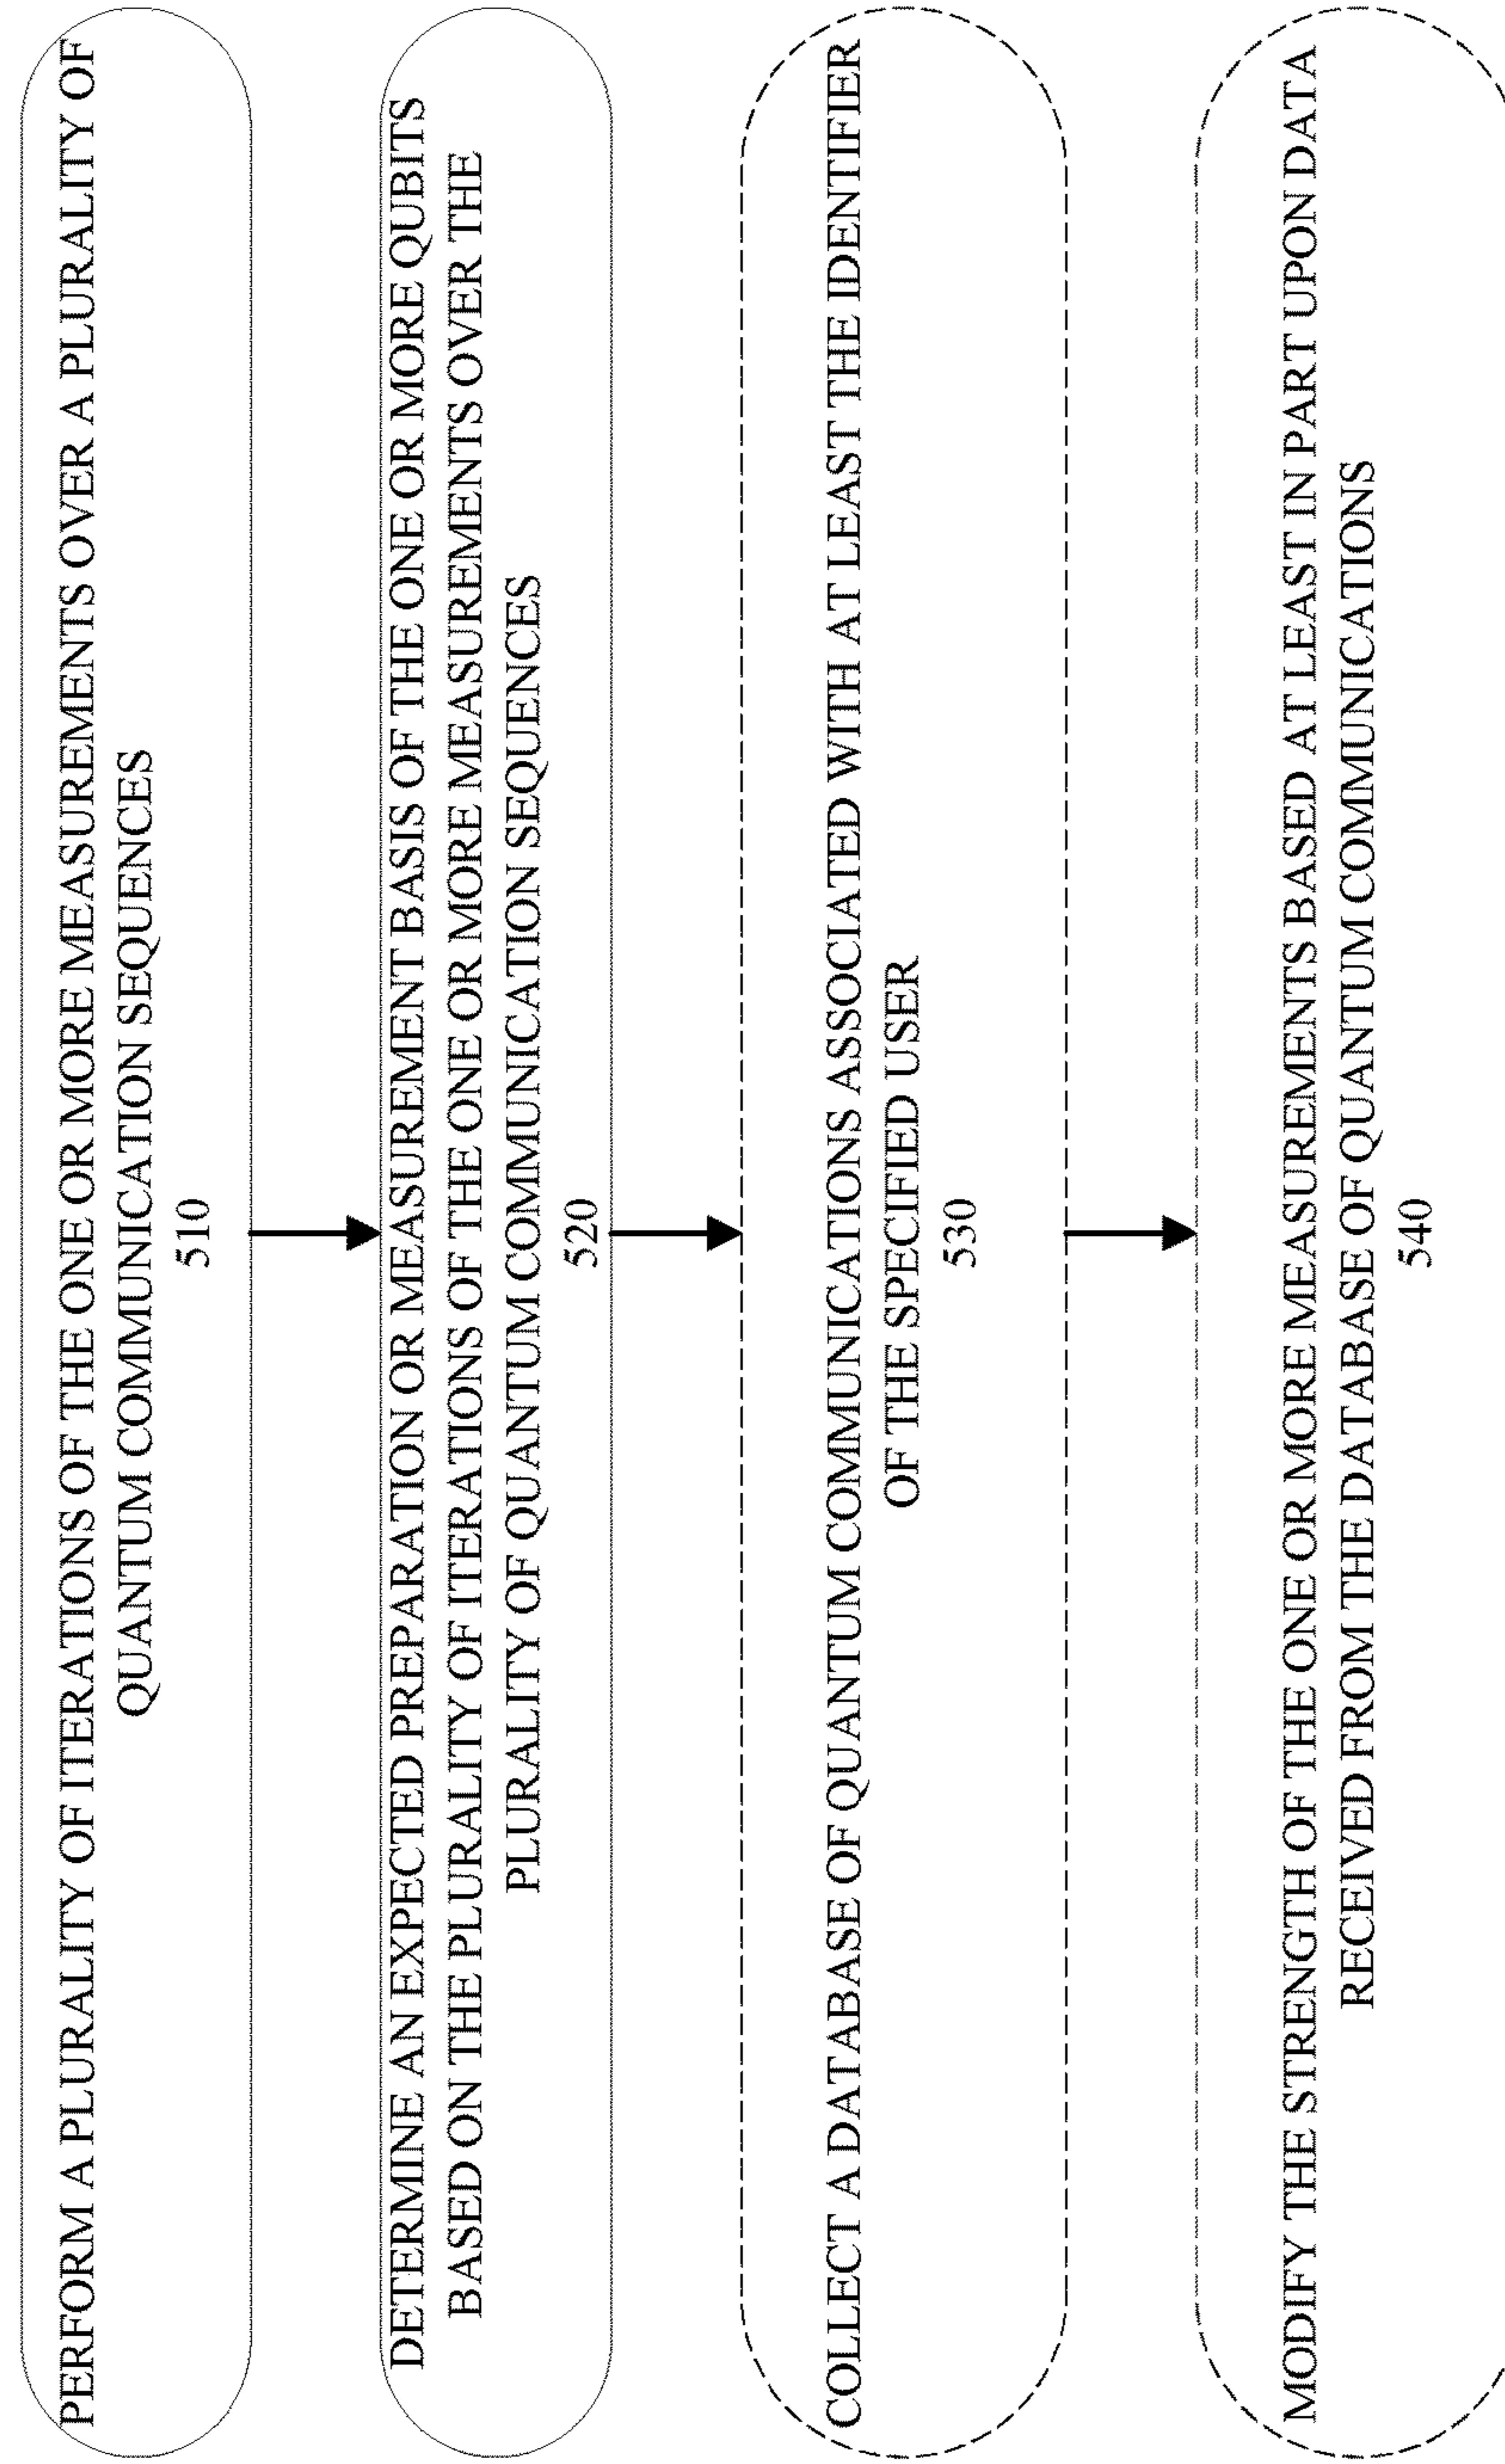 PERFORM A PLURALITY OF ITERATIONS OF THE ONE OR MORE MEASUREMENTS OVER A PLURALITY OF
QUANTUM COMMUNICATION SEQUENCES
510
DETERMINE AN EXPECTED PREPARATION OR MEASUREMENT BASIS OF THE ONE OR MORE QUBITS
BASED ON THE PLURALITY OF ITERATIONS OF THE ONE OR MORE MEASUREMENTS OVER THE
PLURALITY OF QUANTUM COMMUNICATION SEQUENCES
520
COLLECT A DATABASE OF QUANTUM COMMUNICATIONS ASSOCIATED WITH AT LEAST THE IDENTIFIER
OF THE SPECIFIED USER
530
MODIFY THE STRENGTH OF THE ONE OR MORE MEASUREMENTS BASED AT LEAST IN PART UPON DATA
RECEIVED FROM THE DATABASE OF QUANTUM COMMUNICATIONS
540